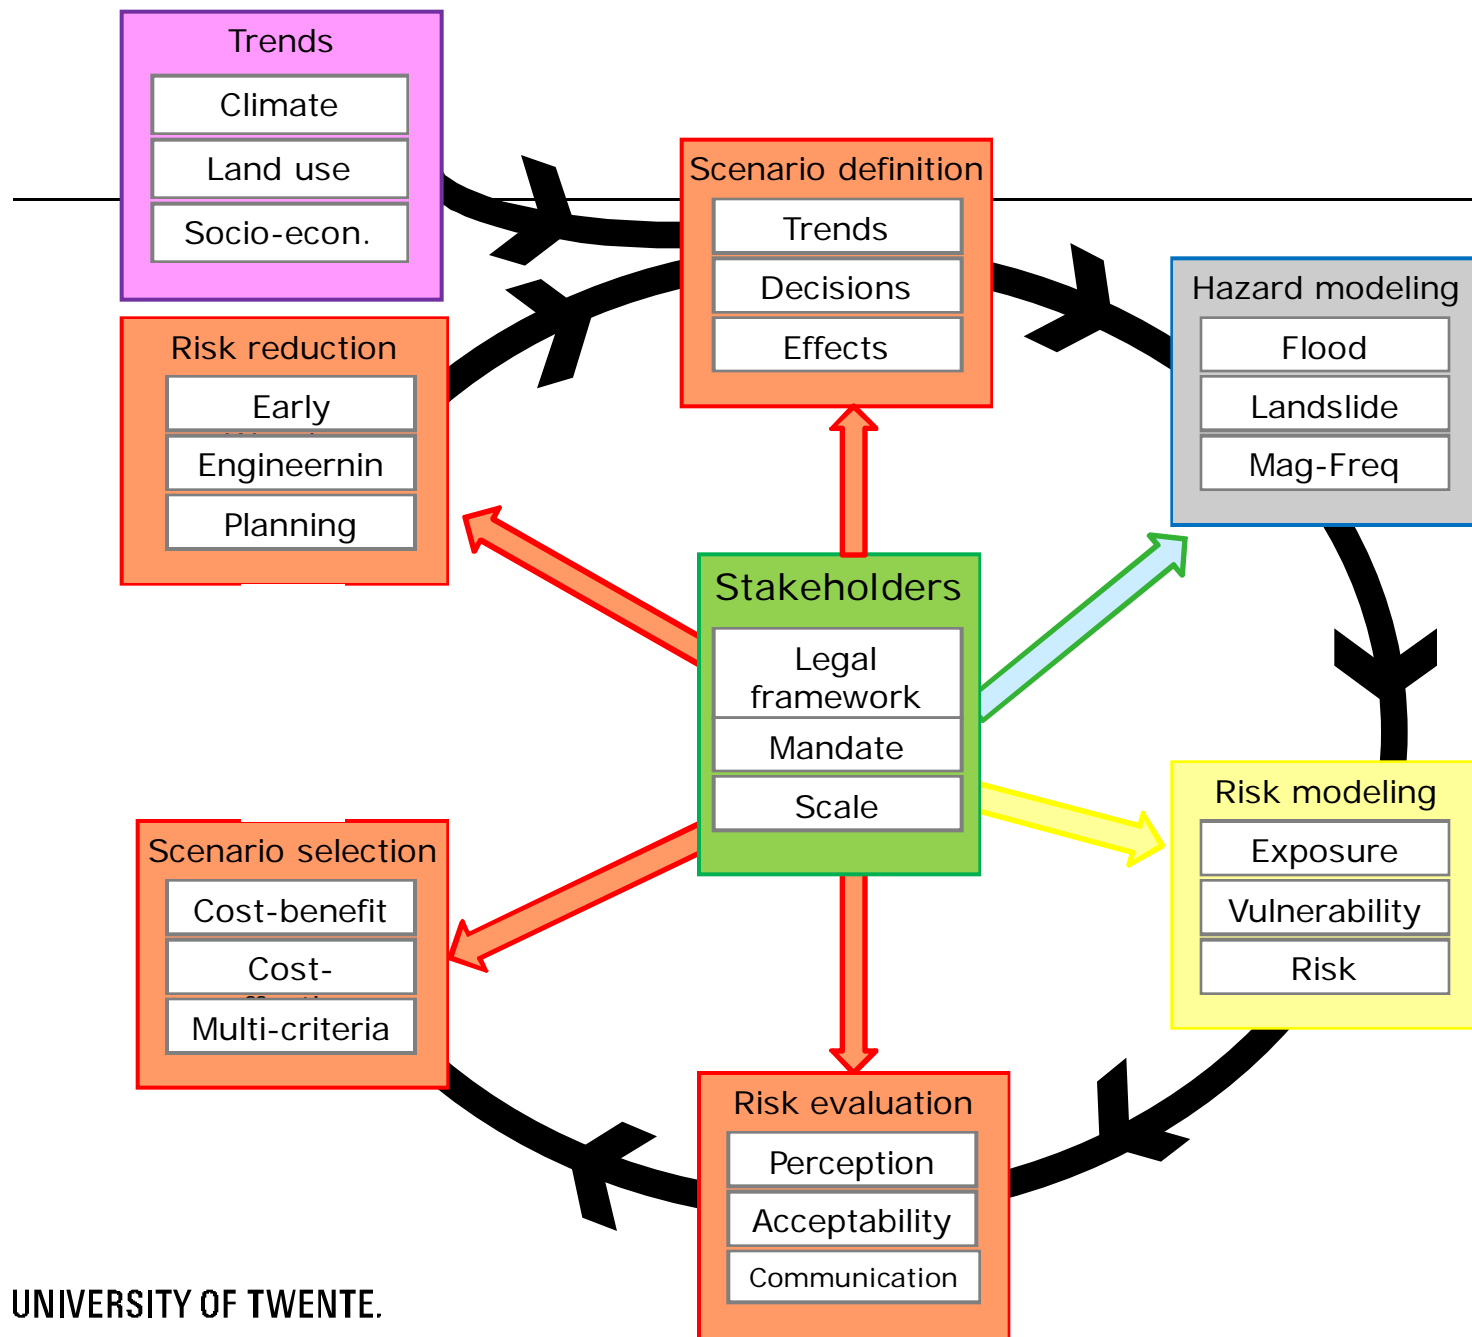 Trends
Climate
Land use
Socio-econ.
Scenario definition
Trends
Decisions
Effects
Hazard modeling
Flood
Landslide
Mag-Freq
Risk reduction
Early
Engineernin
Planning
Stakeholders
Legal
framework
Mandate
Scale
Risk modeling
Exposure
Vulnerability
Risk
Scenario selection
Cost-benefit
Cost-
Multi-criteria
Risk evaluation
Perception
Acceptability
Communication
UNIVERSITY OF TWENTE.